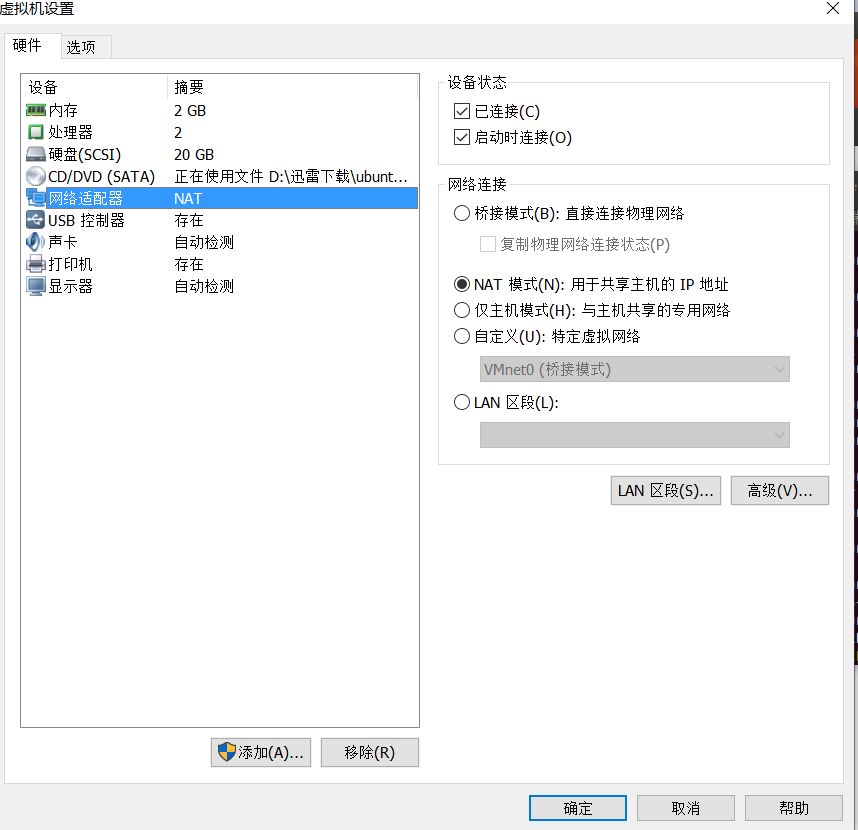 虚拟机设置
硬件 选项
设备 摘要
内存 2 GB
处理器 2
硬盘(SCSI) 20 GB
CD/DVD (SATA) 正在使用文件 D:\迅雷下载\ubunt...
网络适配器 NAT
USB 控制器 存在
声卡 自动检测
打印机 存在
显示器 自动检测
添加(A)... 移除(R)
设备状态
已连接(C)
启动时连接(O)
网络连接
桥接模式(B): 直接连接物理网络
复制物理网络连接状态(P)
NAT 模式(N): 用于共享主机的 IP 地址
仅主机模式(H): 与主机共享的专用网络
自定义(U): 特定虚拟网络
VMnet0 (桥接模式)
LAN 区段(L):
LAN 区段(S)... 高级(V)...
确定 取消 帮助